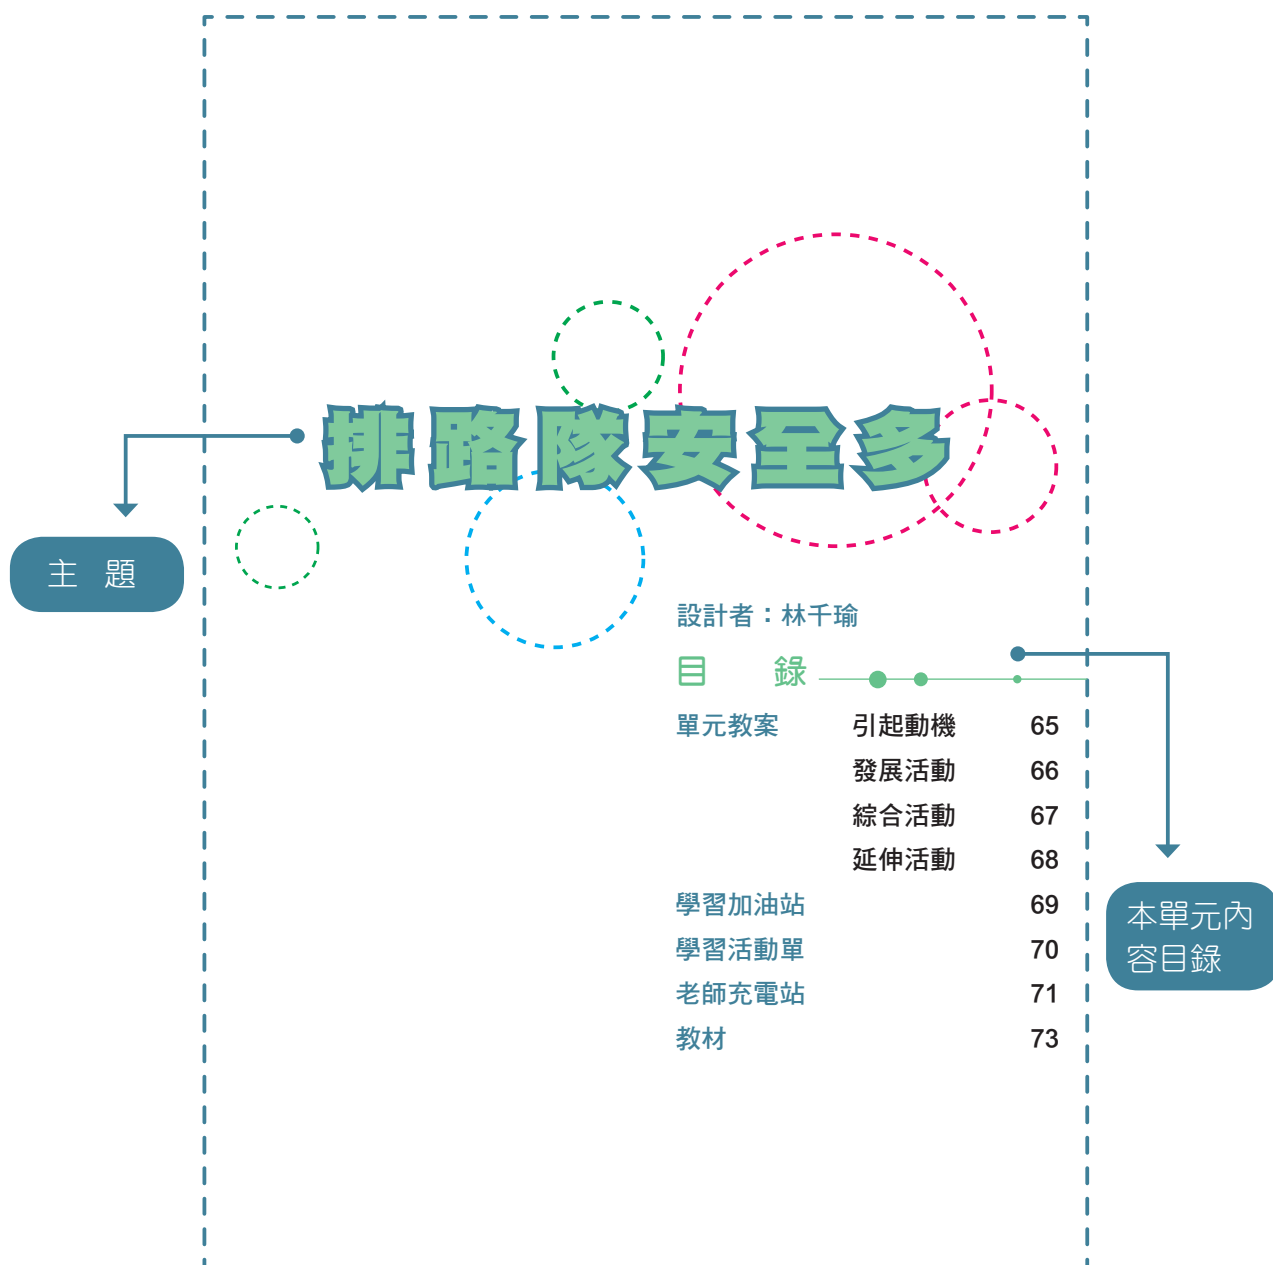 排路隊安全多
主 題
設計者：林千瑜
目 錄
單元教案 引起動機 65
發展活動 66
綜合活動 67
延伸活動 68
學習加油站 69
學習活動單 70
老師充電站 71
教材 73
本單元內
容目錄